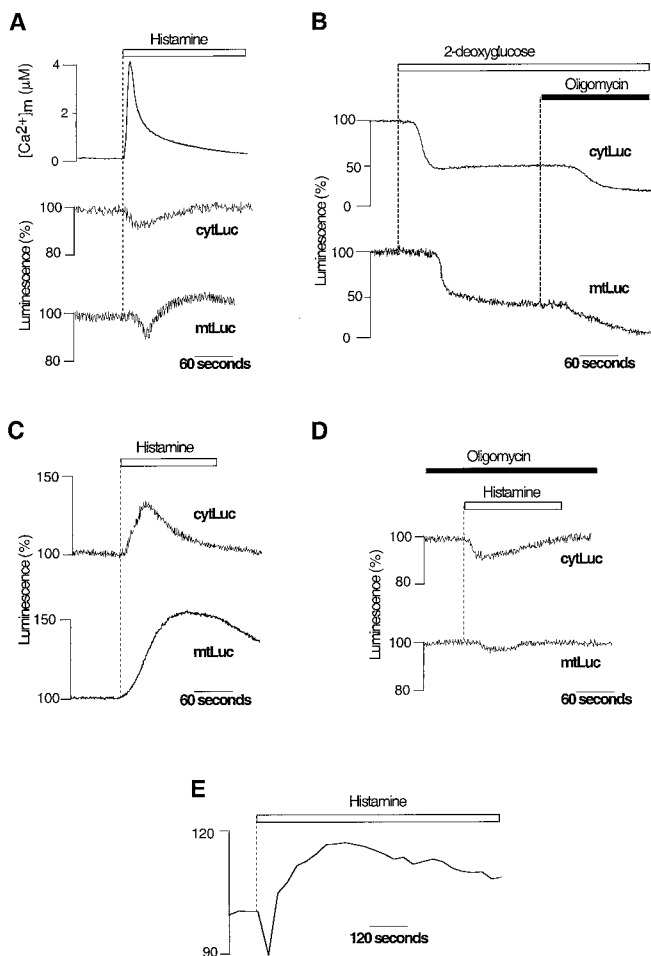 A
Histamine
[Ca2+]m (µM)
4
2
0
100
80
cytLuc
Luminescence (%)
100
80
mtLuc
60 seconds
B
2-deoxyglucose
Oligomycin
100
50
0
cytLuc
Luminescence (%)
100
50
0
mtLuc
60 seconds
C
Histamine
150
100
cytLuc
Luminescence (%)
150
100
mtLuc
60 seconds
D
Oligomycin
Histamine
100
80
cytLuc
Luminescence (%)
100
80
mtLuc
60 seconds
E
Histamine
120
90
120 seconds